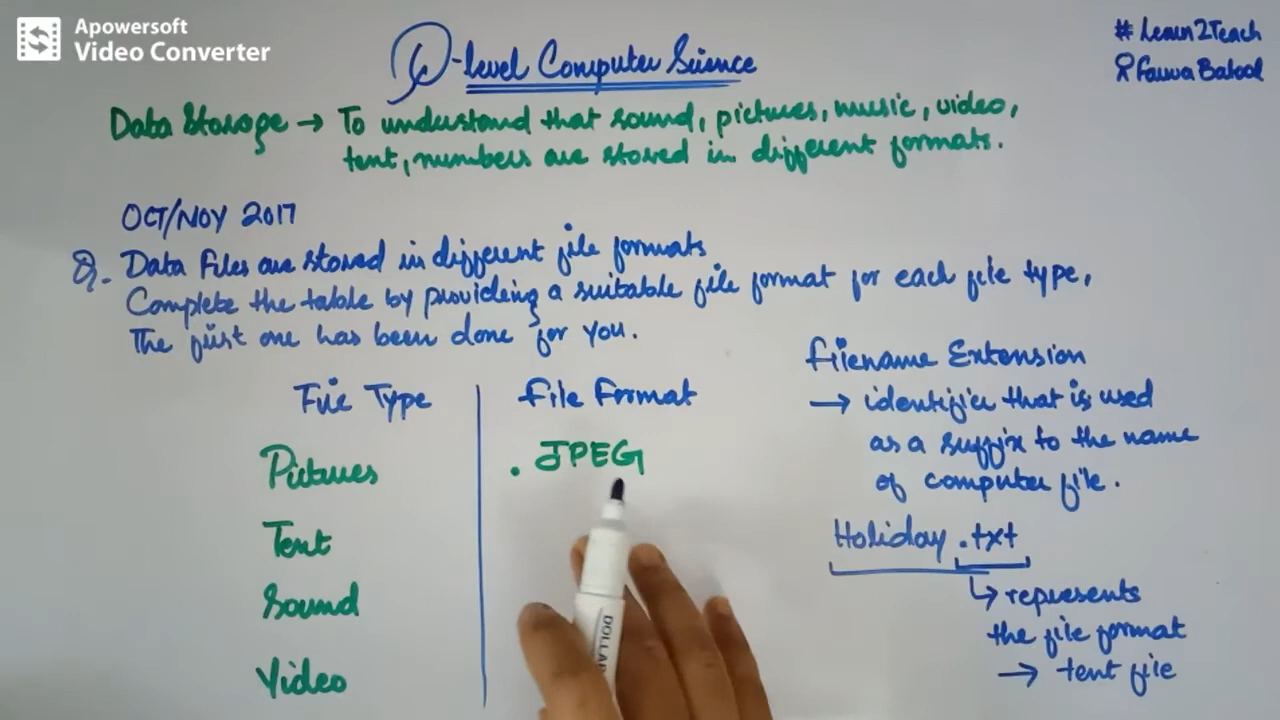 Apowersoft
Video Converter
# Learn2Teach
O-level Computer Science
Data Storage → To understand that sound, pictures, music, video,
text, numbers are stored in different formats.
OCT/NOV 2017
Q. Data Files are stored in different file formats
Complete the table by providing a suitable file format for each file type,
The first one has been done for you.
File Type
File Format
Pictures
. JPEG
Text
Sound
Video
Filename Extension
→ identifier that is used
as a suffix to the name
of computer file.
Holiday .txt
↳ represents
the file format
→ text file
DOLLAR